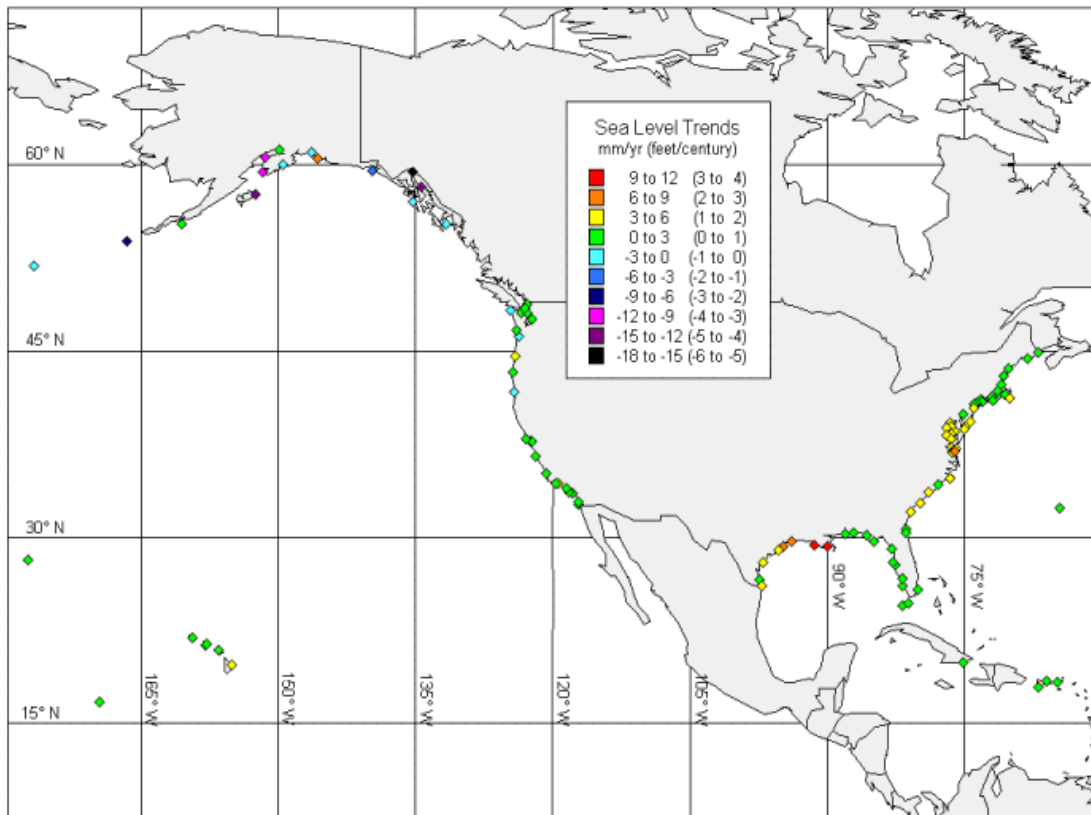 Sea Level Trends
mm/yr (feet/century)
9 to 12 (3 to 4)
6 to 9 (2 to 3)
3 to 6 (1 to 2)
0 to 3 (0 to 1)
-3 to 0 (-1 to 0)
-6 to -3 (-2 to -1)
-9 to -6 (-3 to -2)
-12 to -9 (-4 to -3)
-15 to -12 (-5 to -4)
-18 to -15 (-6 to -5)
60° N
45° N
30° N
15° N
165° W
150° W
135° W
120° W
105° W
90° W
75° W